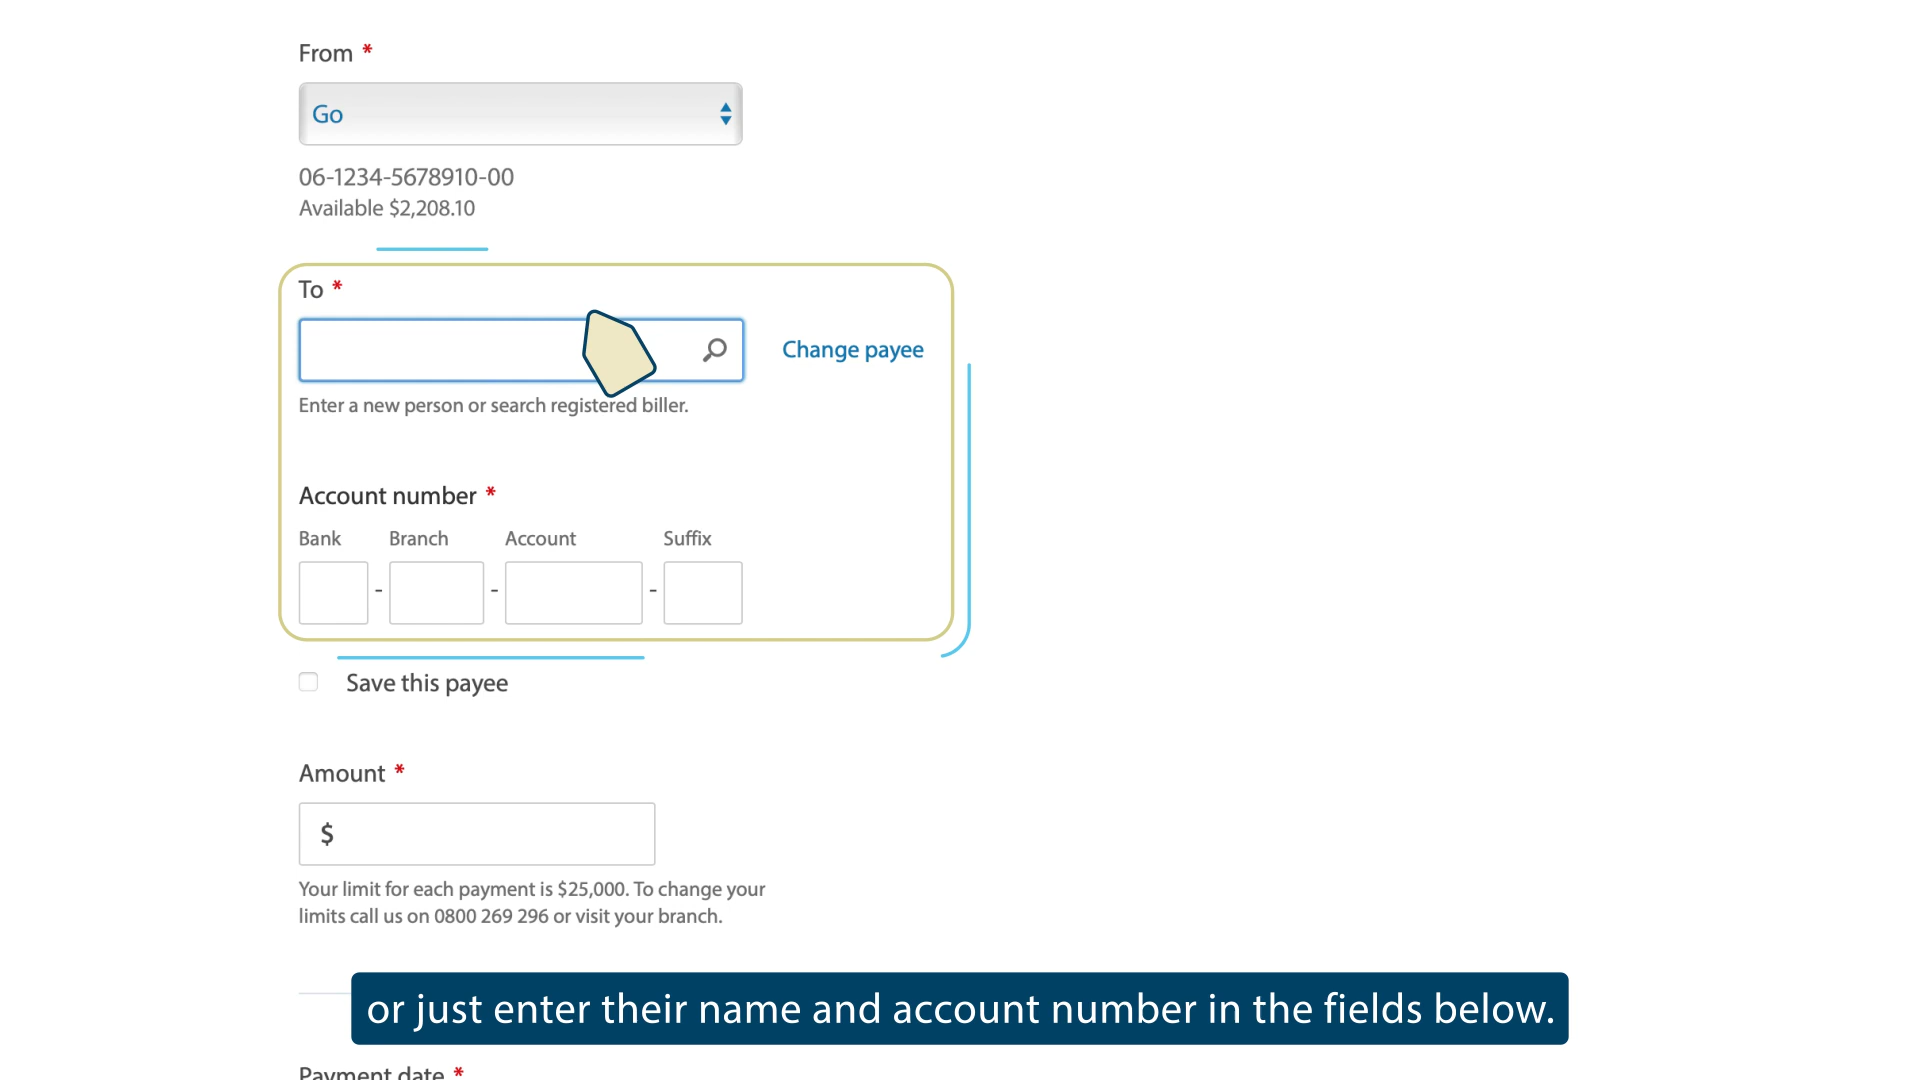 From *
Go
06-1234-5678910-00
Available $2,208.10
To *
Change payee
Enter a new person or search registered biller.
Account number *
Bank Branch Account Suffix
- - -
Save this payee
Amount *
$
Your limit for each payment is $25,000. To change your
limits call us on 0800 269 296 or visit your branch.
or just enter their name and account number in the fields below.
Payment date *